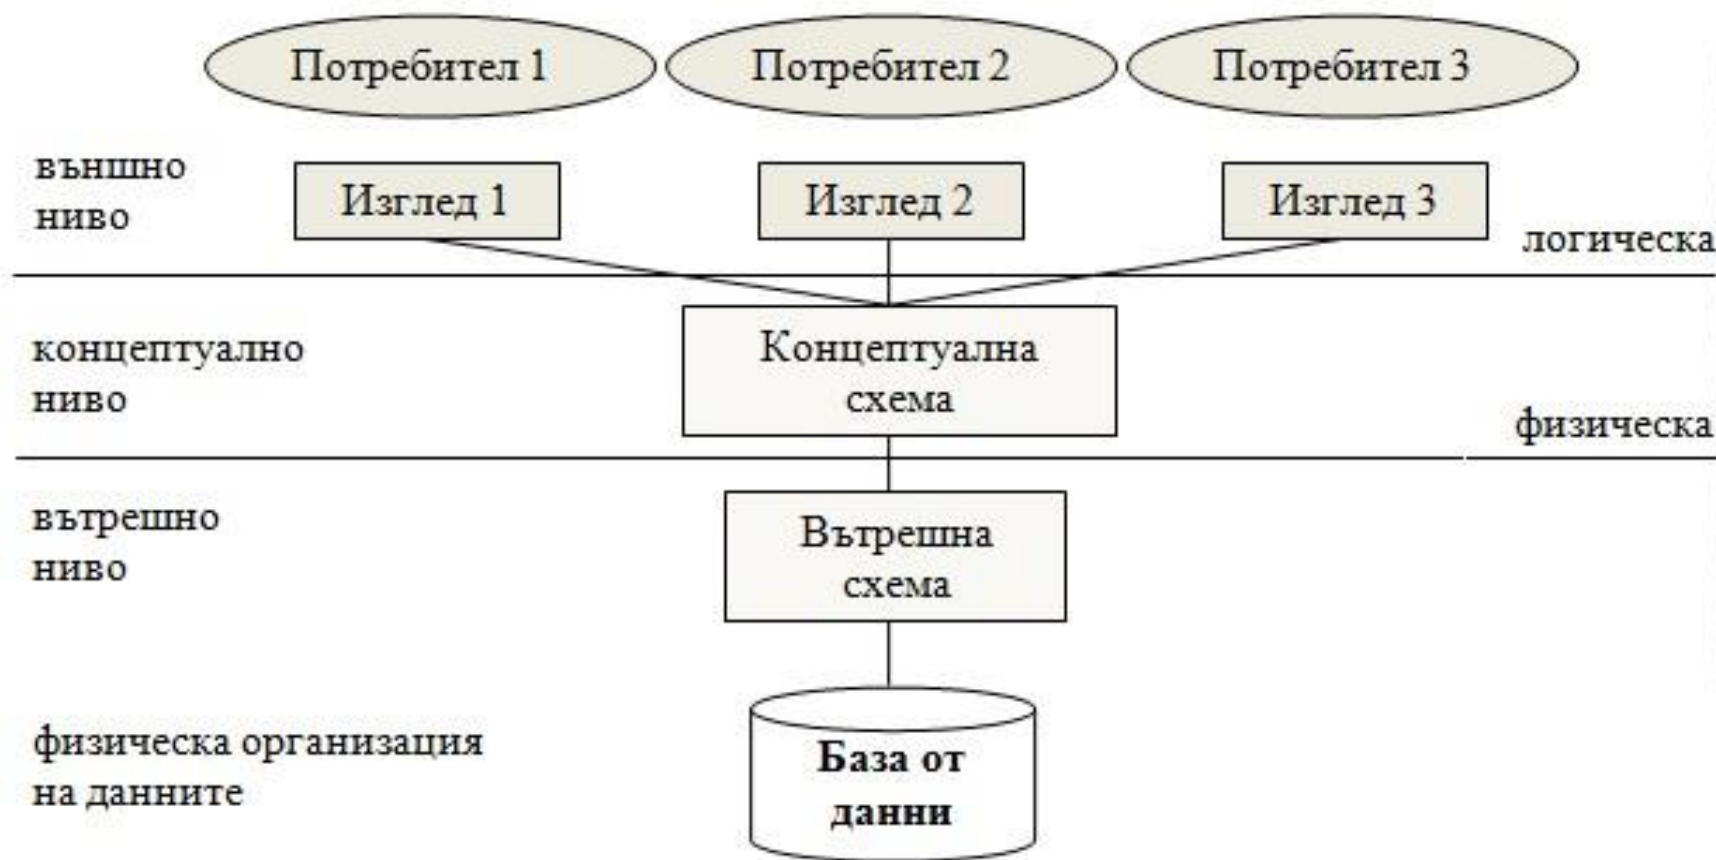 Потребител 1
Потребител 2
Потребител 3
външно
ниво
Изглед 1
Изглед 2
Изглед 3
логическа
концептуално
ниво
Концептуална
схема
физическа
вътрешно
ниво
Вътрешна
схема
физическа организация
на данните
База от
данни